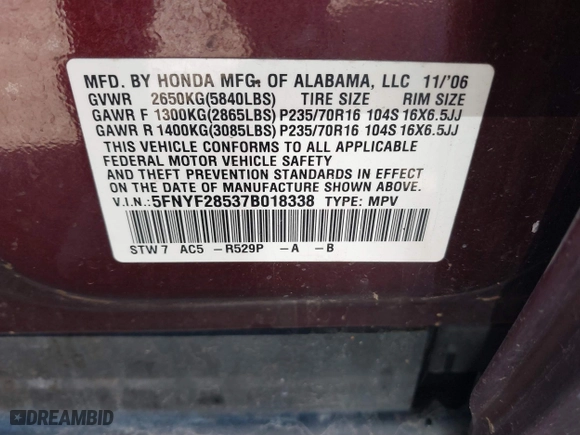 MFD. BY HONDA MFG. OF ALABAMA, LLC 11/'06
GVWR 2650KG(5840LBS) TIRE SIZE RIM SIZE
GAWR F 1300KG(2865LBS) P235/70R16 104S 16X6.5JJ
GAWR R 1400KG(3085LBS) P235/70R16 104S 16X6.5JJ
THIS VEHICLE CONFORMS TO ALL APPLICABLE
FEDERAL MOTOR VEHICLE SAFETY
AND THEFT PREVENTION STANDARDS IN EFFECT
ON THE DATE OF MANUFACTURE SHOWN ABOVE.
V.I.N.: 5FNYF28537B018338 TYPE: MPV
STW7 AC5 -R529P -A -B
DREAMBID